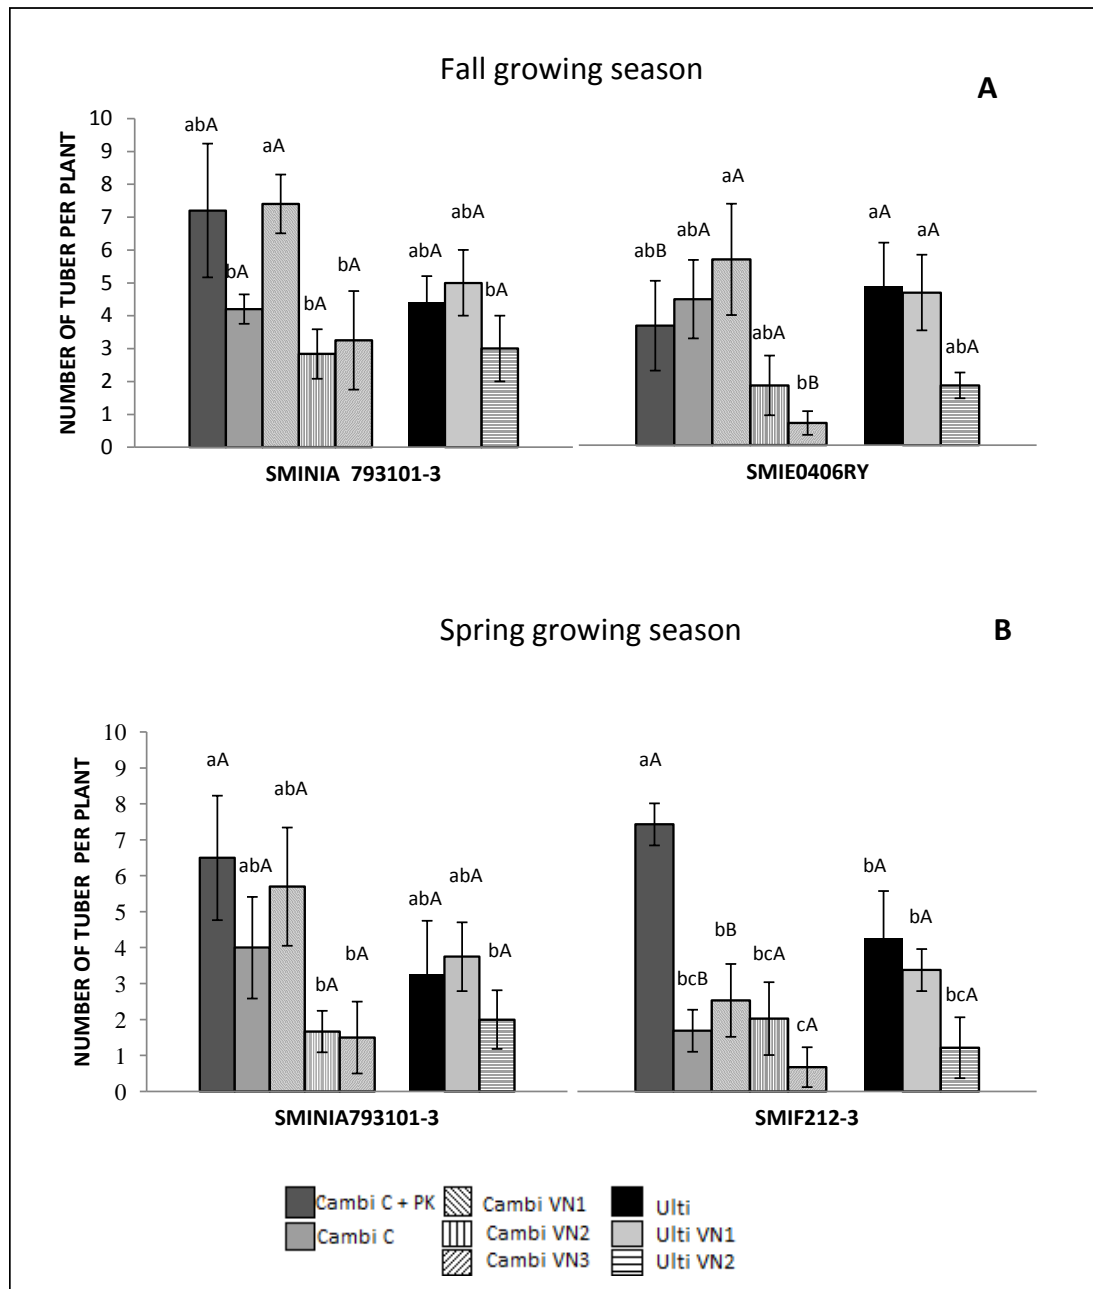 Fall growing season
A
NUMBER OF TUBER PER PLANT
10
9
8
7
6
5
4
3
2
1
0
abA
bA
aA
bA
bA
abA
abA
bA
abB
abA
aA
abA
bB
aA
aA
abA
SMINIA 793101-3
SMIE0406RY
Spring growing season
B
NUMBER OF TUBER PER PLANT
10
9
8
7
6
5
4
3
2
1
0
aA
abA
abA
bA
bA
abA
abA
bA
aA
bcB
bB
bcA
cA
bA
bA
bcA
SMINIA793101-3
SMIF212-3
Cambi C + PK
Cambi C
Cambi VN1
Cambi VN2
Cambi VN3
Ulti
Ulti VN1
Ulti VN2